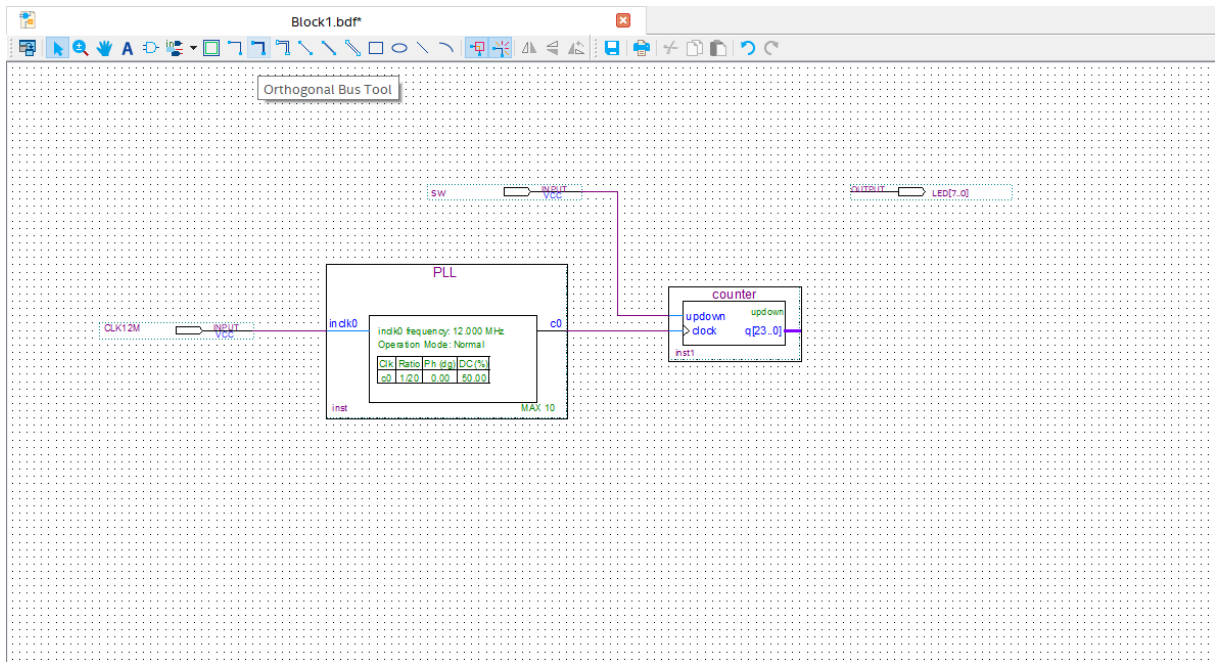 Block1.bdf*
A
Orthogonal Bus Tool
SW
INPUT
VCC
OUTPUT
LED[7..0]
PLL
counter
updown
updown
clock
q[23..0]
inst1
CLK12M
INPUT
VCC
inclk0
c0
inclk0 frequency: 12.000 MHz
Operation Mode: Normal
Clk Ratio Ph (dg) DC (%)
c0 1/20 0.00 50.00
inst
MAX 10